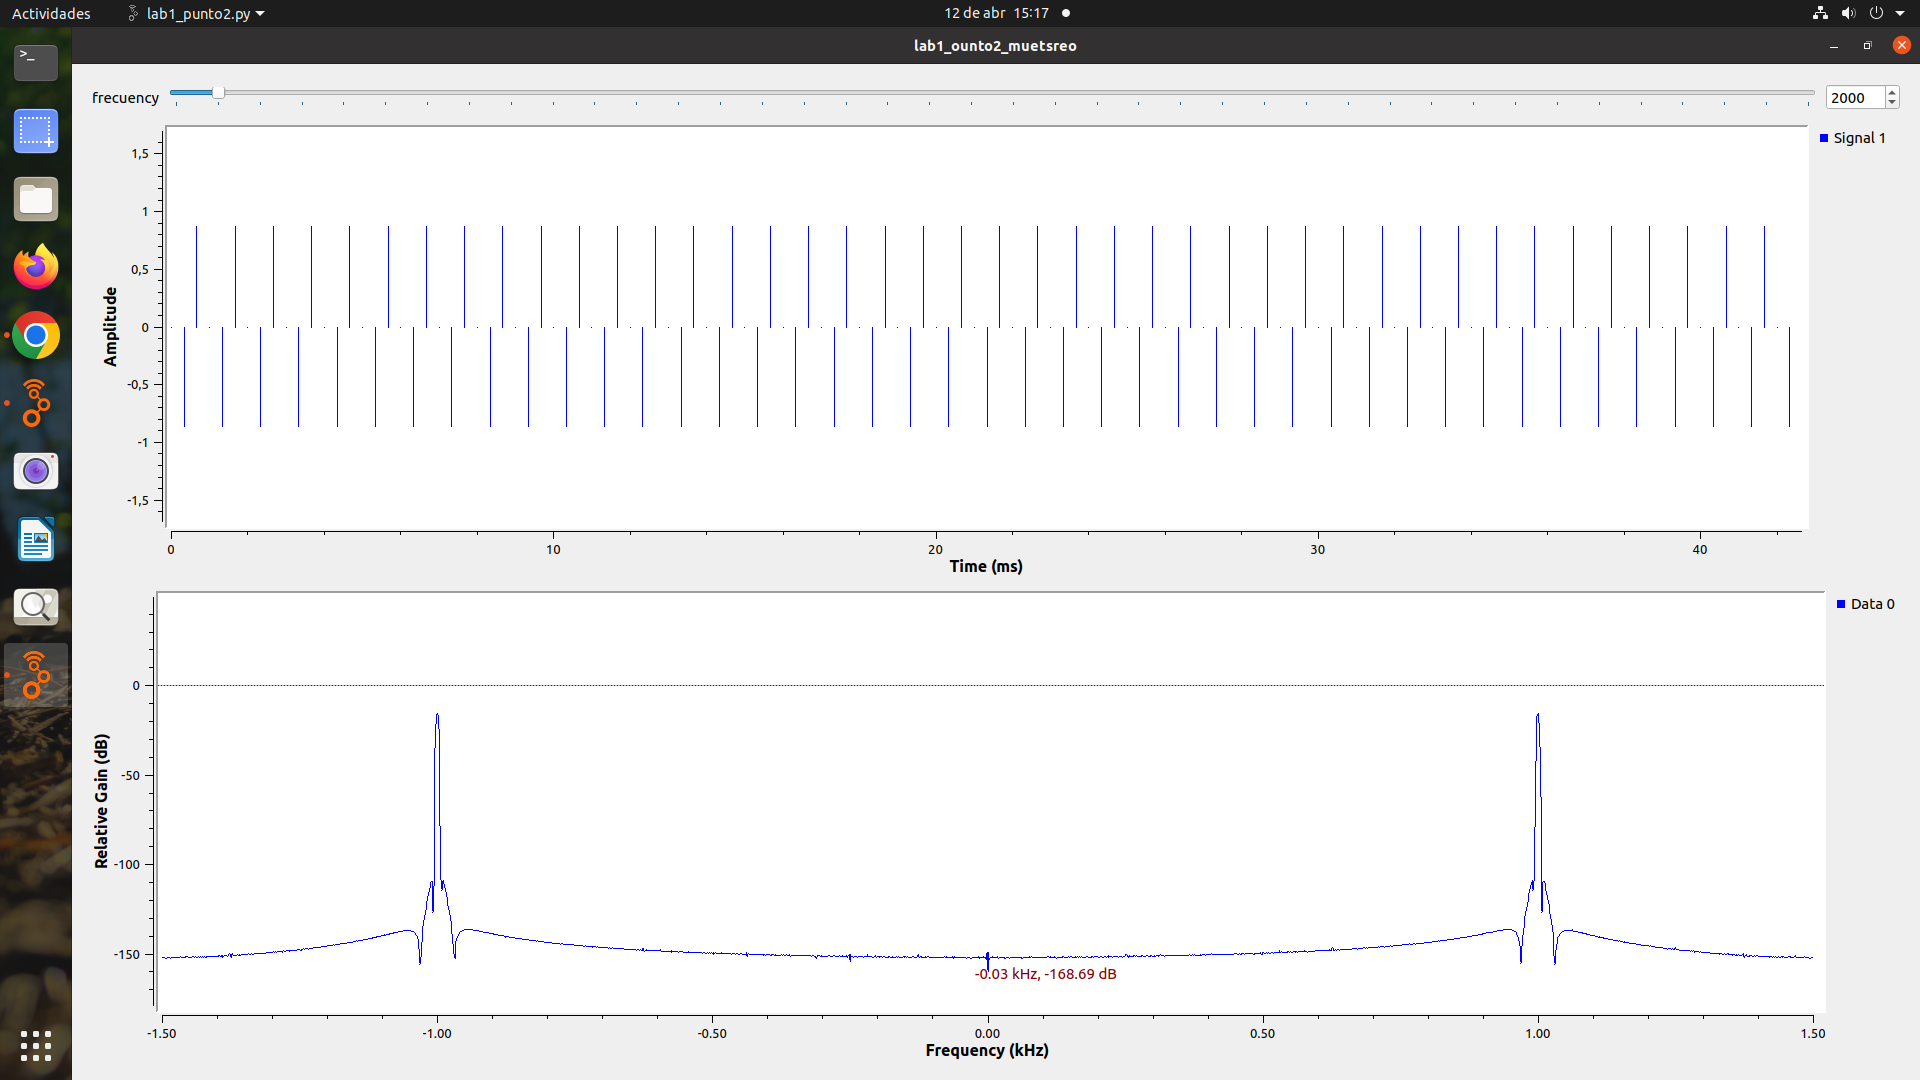 Actividades
lab1_punto2.py
12 de abr 15:17
lab1_ounto2_muetsreo
frecuency
2000
Signal 1
1,5
1
0,5
0
-0,5
-1
-1,5
Amplitude
0 10 20 30 40
Time (ms)
Data 0
0
-50
-100
-150
Relative Gain (dB)
-0.03 kHz, -168.69 dB
-1.50 -1.00 -0.50 0.00 0.50 1.00 1.50
Frequency (kHz)